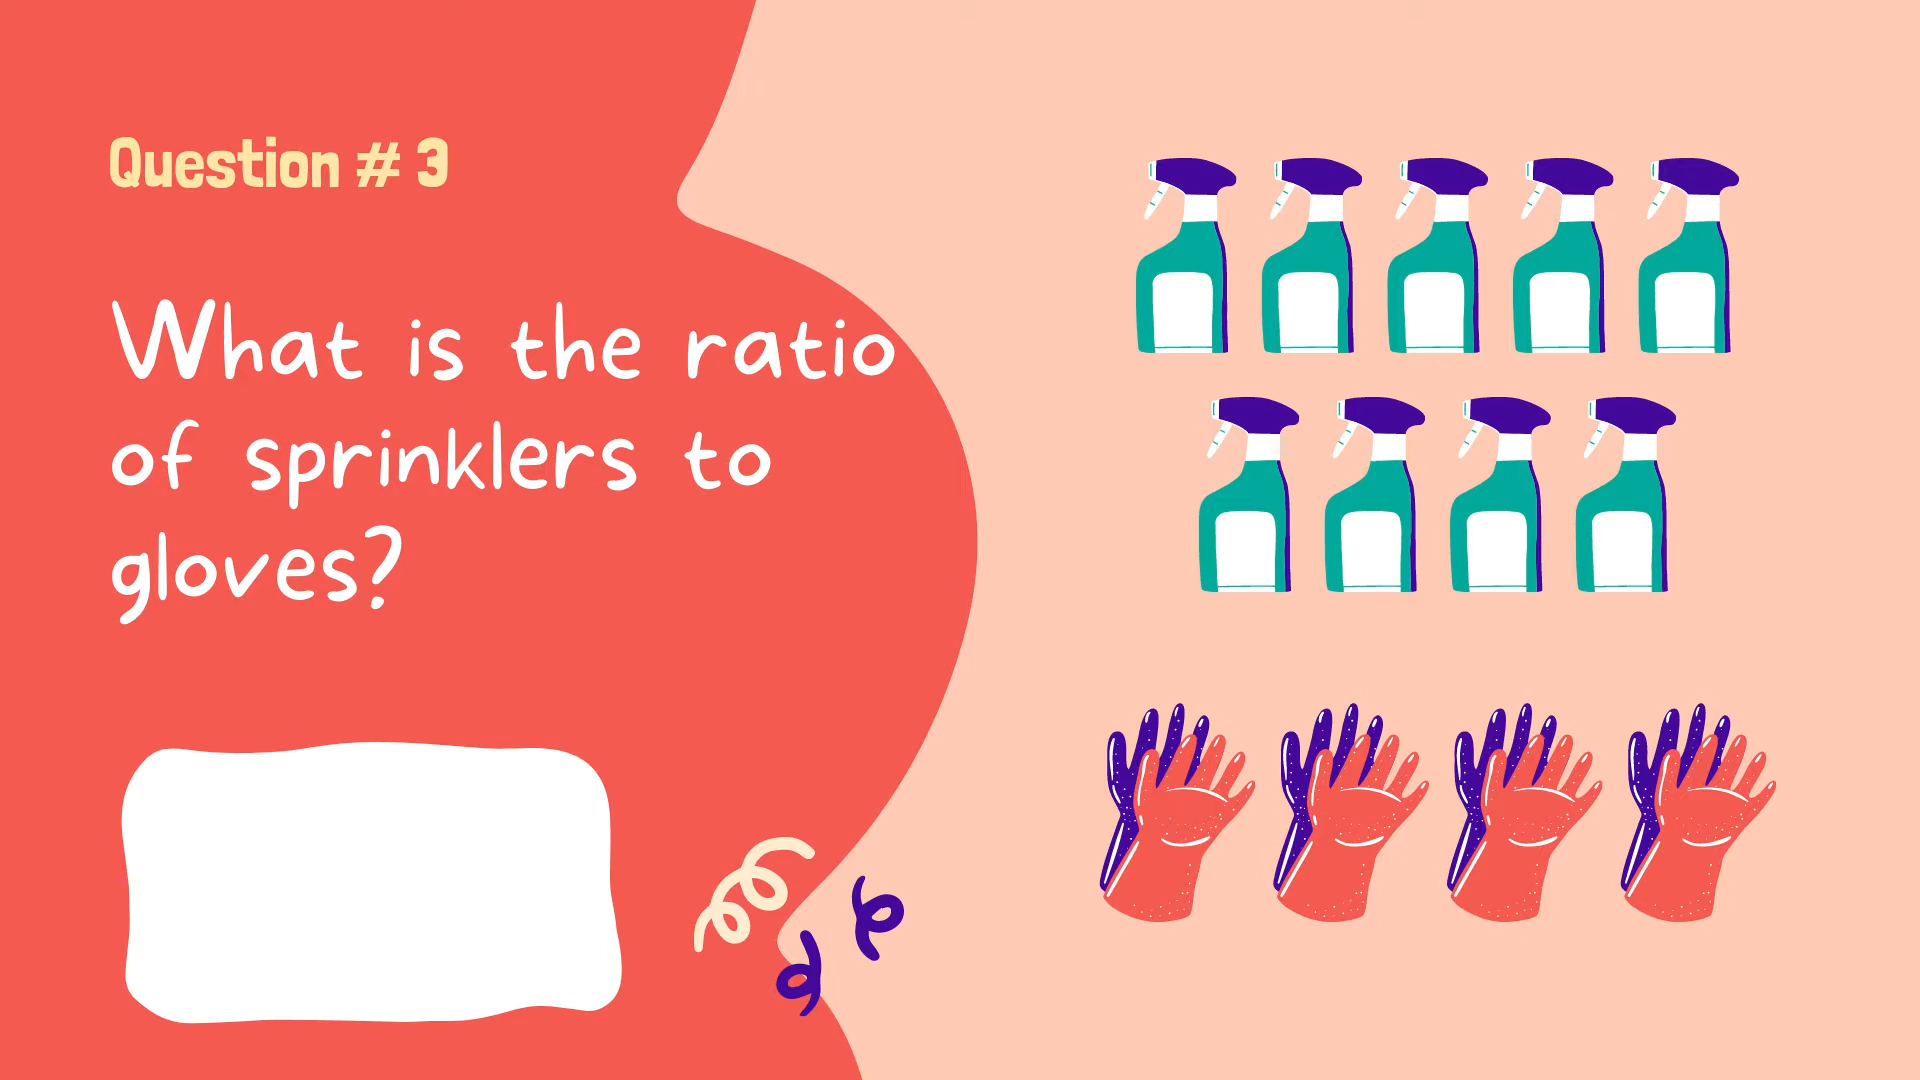 Question # 3
What is the ratio
of sprinklers to
gloves?